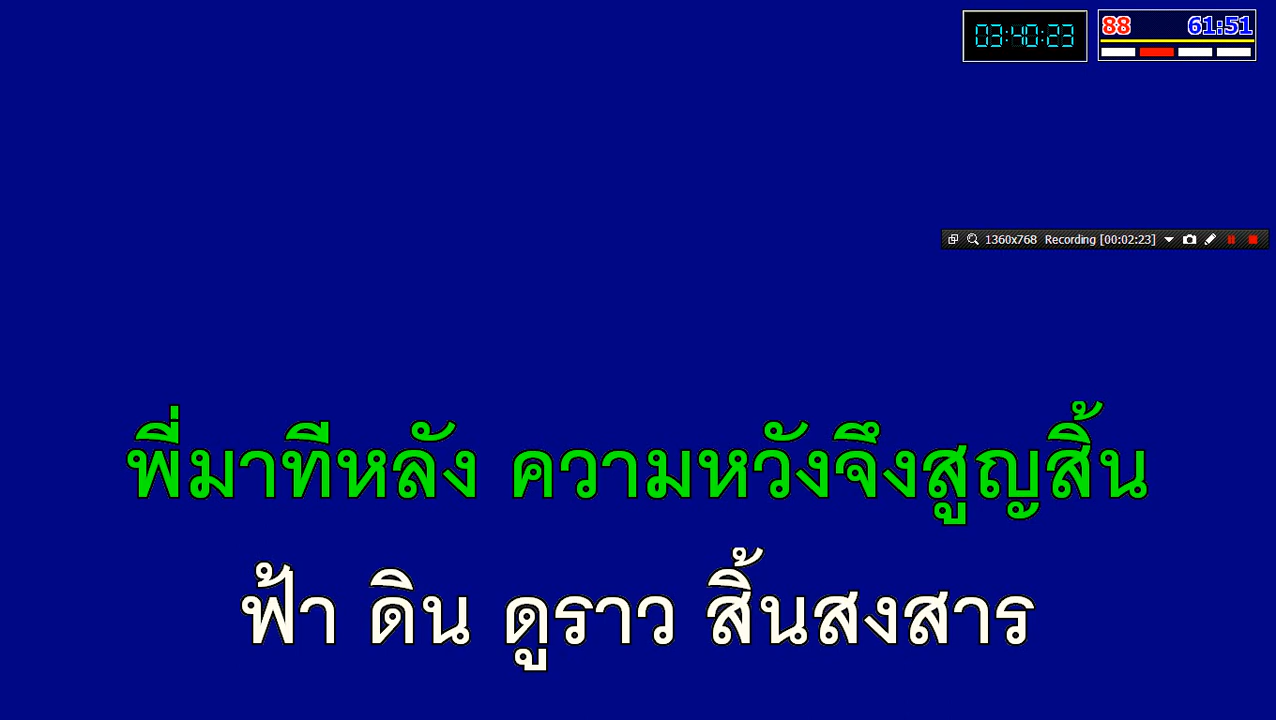 03:40:23
88 61:51
1360x768 Recording [00:02:23]
พี่มาทีหลัง ความหวังจึงสูญสิ้น
ฟ้า ดิน ดูราว สิ้นสงสาร